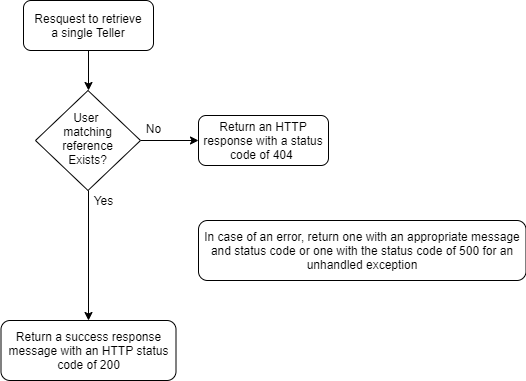 Resquest to retrieve
a single Teller
User
matching
reference
Exists?
No
Return an HTTP
response with a status
code of 404
Yes
In case of an error, return one with an appropriate message
and status code or one with the status code of 500 for an
unhandled exception
Return a success response
message with an HTTP status
code of 200